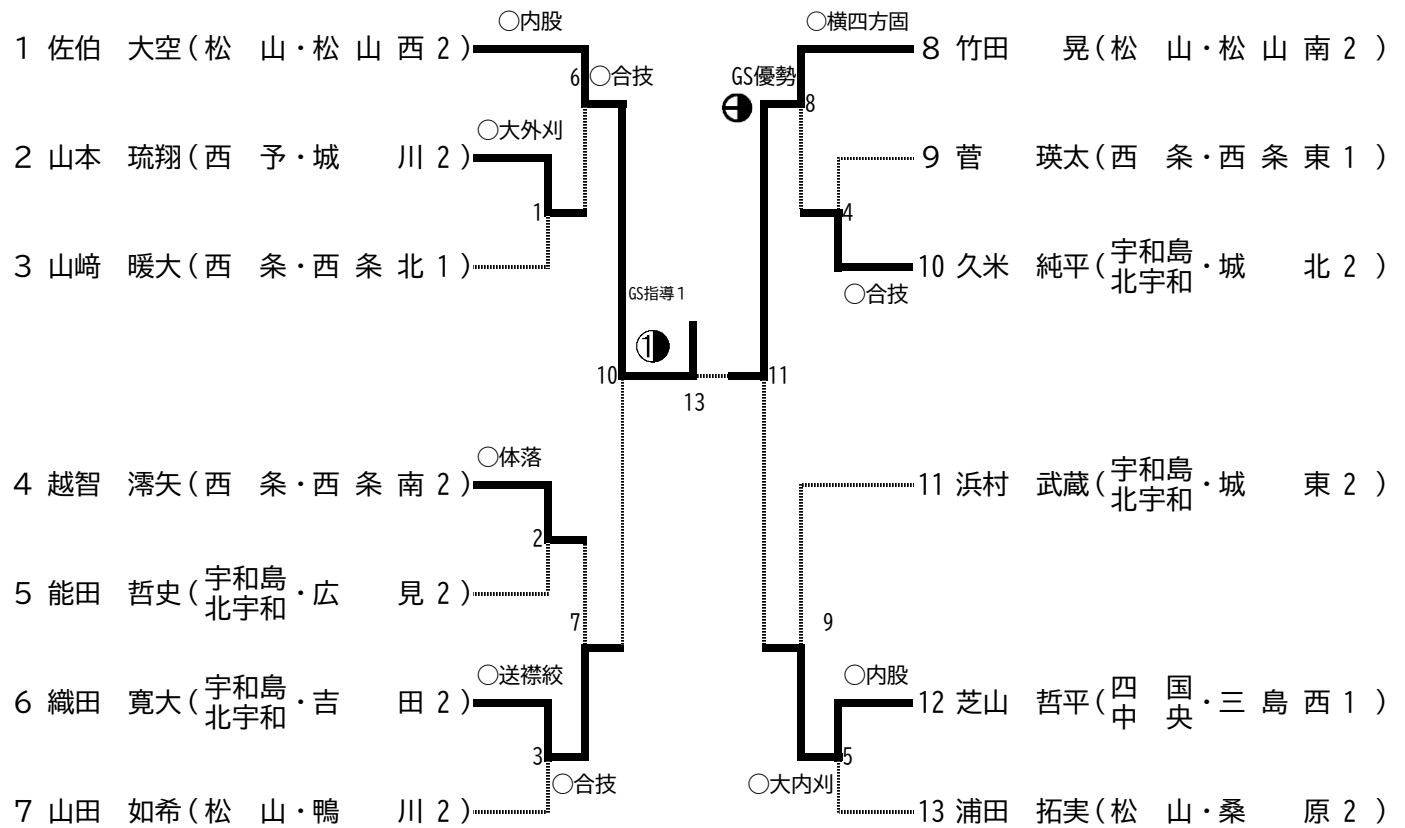 ○内股
○横四方固
1 佐伯 大空(松 山・松 山 西 2)
8 竹田 晃(松 山・松 山 南 2)
6 ○合技
GS優勢
8
○大外刈
2 山本 琉翔(西 予・城 川 2)
9 菅 瑛太(西 条・西 条 東 1)
1
4
3 山﨑 暖大(西 条・西 条 北 1)
10 久米 純平(宇和島北宇和・城 北 2)
GS指導1
○合技
1
10
11
13
○体落
4 越智 澪矢(西 条・西 条 南 2)
11 浜村 武蔵(宇和島北宇和・城 東 2)
2
5 能田 哲史(宇和島北宇和・広 見 2)
7
9
○送襟絞
○内股
6 織田 寛大(宇和島北宇和・吉 田 2)
12 芝山 哲平(四国中央・三 島 西 1)
3
5
○合技
○大内刈
7 山田 如希(松 山・鴨 川 2)
13 浦田 拓実(松 山・桑 原 2)